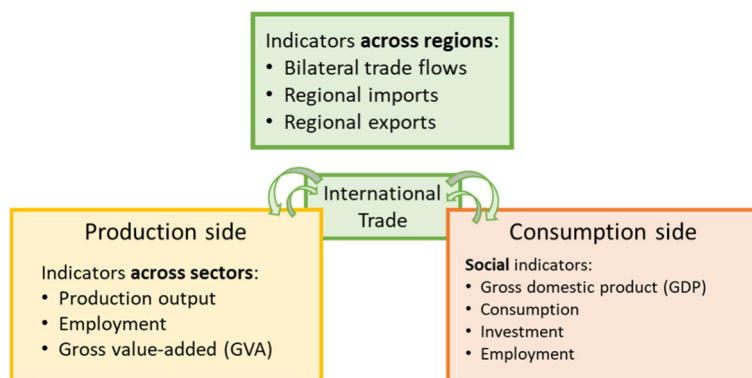 Indicators across regions:
• Bilateral trade flows
• Regional imports
• Regional exports
International
Trade
Production side
Indicators across sectors:
• Production output
• Employment
• Gross value-added (GVA)
Consumption side
Social indicators:
• Gross domestic product (GDP)
• Consumption
• Investment
• Employment